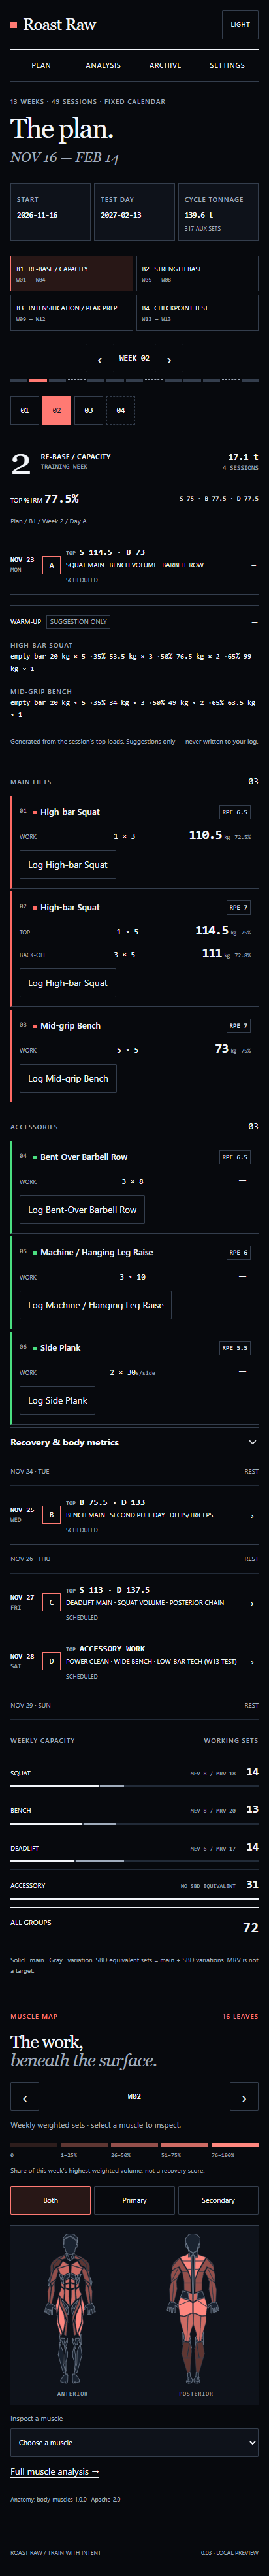 Roast Raw
LIGHT
PLAN ANALYSIS ARCHIVE SETTINGS
13 WEEKS · 49 SESSIONS · FIXED CALENDAR
The plan.
NOV 16 — FEB 14
START
2026-11-16
TEST DAY
2027-02-13
CYCLE TONNAGE
139.6 t
317 AUX SETS
B1 · RE-BASE / CAPACITY
W01 — W04
B2 · STRENGTH BASE
W05 — W08
B3 · INTENSIFICATION / PEAK PREP
W09 — W12
B4 · CHECKPOINT TEST
W13 — W13
‹ WEEK 02 ›
01 02 03 04
2 RE-BASE / CAPACITY 17.1 t
TRAINING WEEK 4 SESSIONS
TOP %1RM 77.5% S 75 · B 77.5 · D 77.5
Plan / B1 / Week 2 / Day A
NOV 23
MON
A
TOP S 114.5 · B 73
SQUAT MAIN · BENCH VOLUME · BARBELL ROW
SCHEDULED
—
WARM-UP SUGGESTION ONLY —
HIGH-BAR SQUAT
empty bar 20 kg × 5 ·35% 53.5 kg × 3 ·50% 76.5 kg × 2 ·65% 99
kg × 1
MID-GRIP BENCH
empty bar 20 kg × 5 ·35% 34 kg × 3 ·50% 49 kg × 2 ·65% 63.5 kg
× 1
Generated from the session's top loads. Suggestions only — never written to your log.
MAIN LIFTS 03
01 High-bar Squat RPE 6.5
WORK 1 × 3 110.5 kg 72.5%
Log High-bar Squat
02 High-bar Squat RPE 7
TOP 1 × 5 114.5 kg 75%
BACK-OFF 3 × 5 111 kg 72.8%
Log High-bar Squat
03 Mid-grip Bench RPE 7
WORK 5 × 5 73 kg 75%
Log Mid-grip Bench
ACCESSORIES 03
04 Bent-Over Barbell Row RPE 6.5
WORK 3 × 8 —
Log Bent-Over Barbell Row
05 Machine / Hanging Leg Raise RPE 6
WORK 3 × 10 —
Log Machine / Hanging Leg Raise
06 Side Plank RPE 5.5
WORK 2 × 30s/side —
Log Side Plank
Recovery & body metrics
NOV 24 · TUE REST
NOV 25
WED
B
TOP B 75.5 · D 133
BENCH MAIN · SECOND PULL DAY · DELTS/TRICEPS
SCHEDULED
›
NOV 26 · THU REST
NOV 27
FRI
C
TOP S 113 · D 137.5
DEADLIFT MAIN · SQUAT VOLUME · POSTERIOR CHAIN
SCHEDULED
›
NOV 28
SAT
D
TOP ACCESSORY WORK
POWER CLEAN · WIDE BENCH · LOW-BAR TECH (W13 TEST)
SCHEDULED
›
NOV 29 · SUN REST
WEEKLY CAPACITY WORKING SETS
SQUAT MEV 8 / MRV 18 14
BENCH MEV 8 / MRV 20 13
DEADLIFT MEV 6 / MRV 17 14
ACCESSORY NO SBD EQUIVALENT 31
ALL GROUPS 72
Solid · main Gray · variation. SBD equivalent sets = main + SBD variations. MRV is not
a target.
MUSCLE MAP 16 LEAVES
The work,
beneath the surface.
‹ W02 ›
Weekly weighted sets · select a muscle to inspect.
0 1–25% 26–50% 51–75% 76–100%
Share of this week's highest weighted volume; not a recovery score.
Both Primary Secondary
ANTERIOR POSTERIOR
Inspect a muscle
Choose a muscle
Full muscle analysis →
Anatomy: body-muscles 1.0.0 · Apache-2.0
ROAST RAW / TRAIN WITH INTENT 0.03 · LOCAL PREVIEW